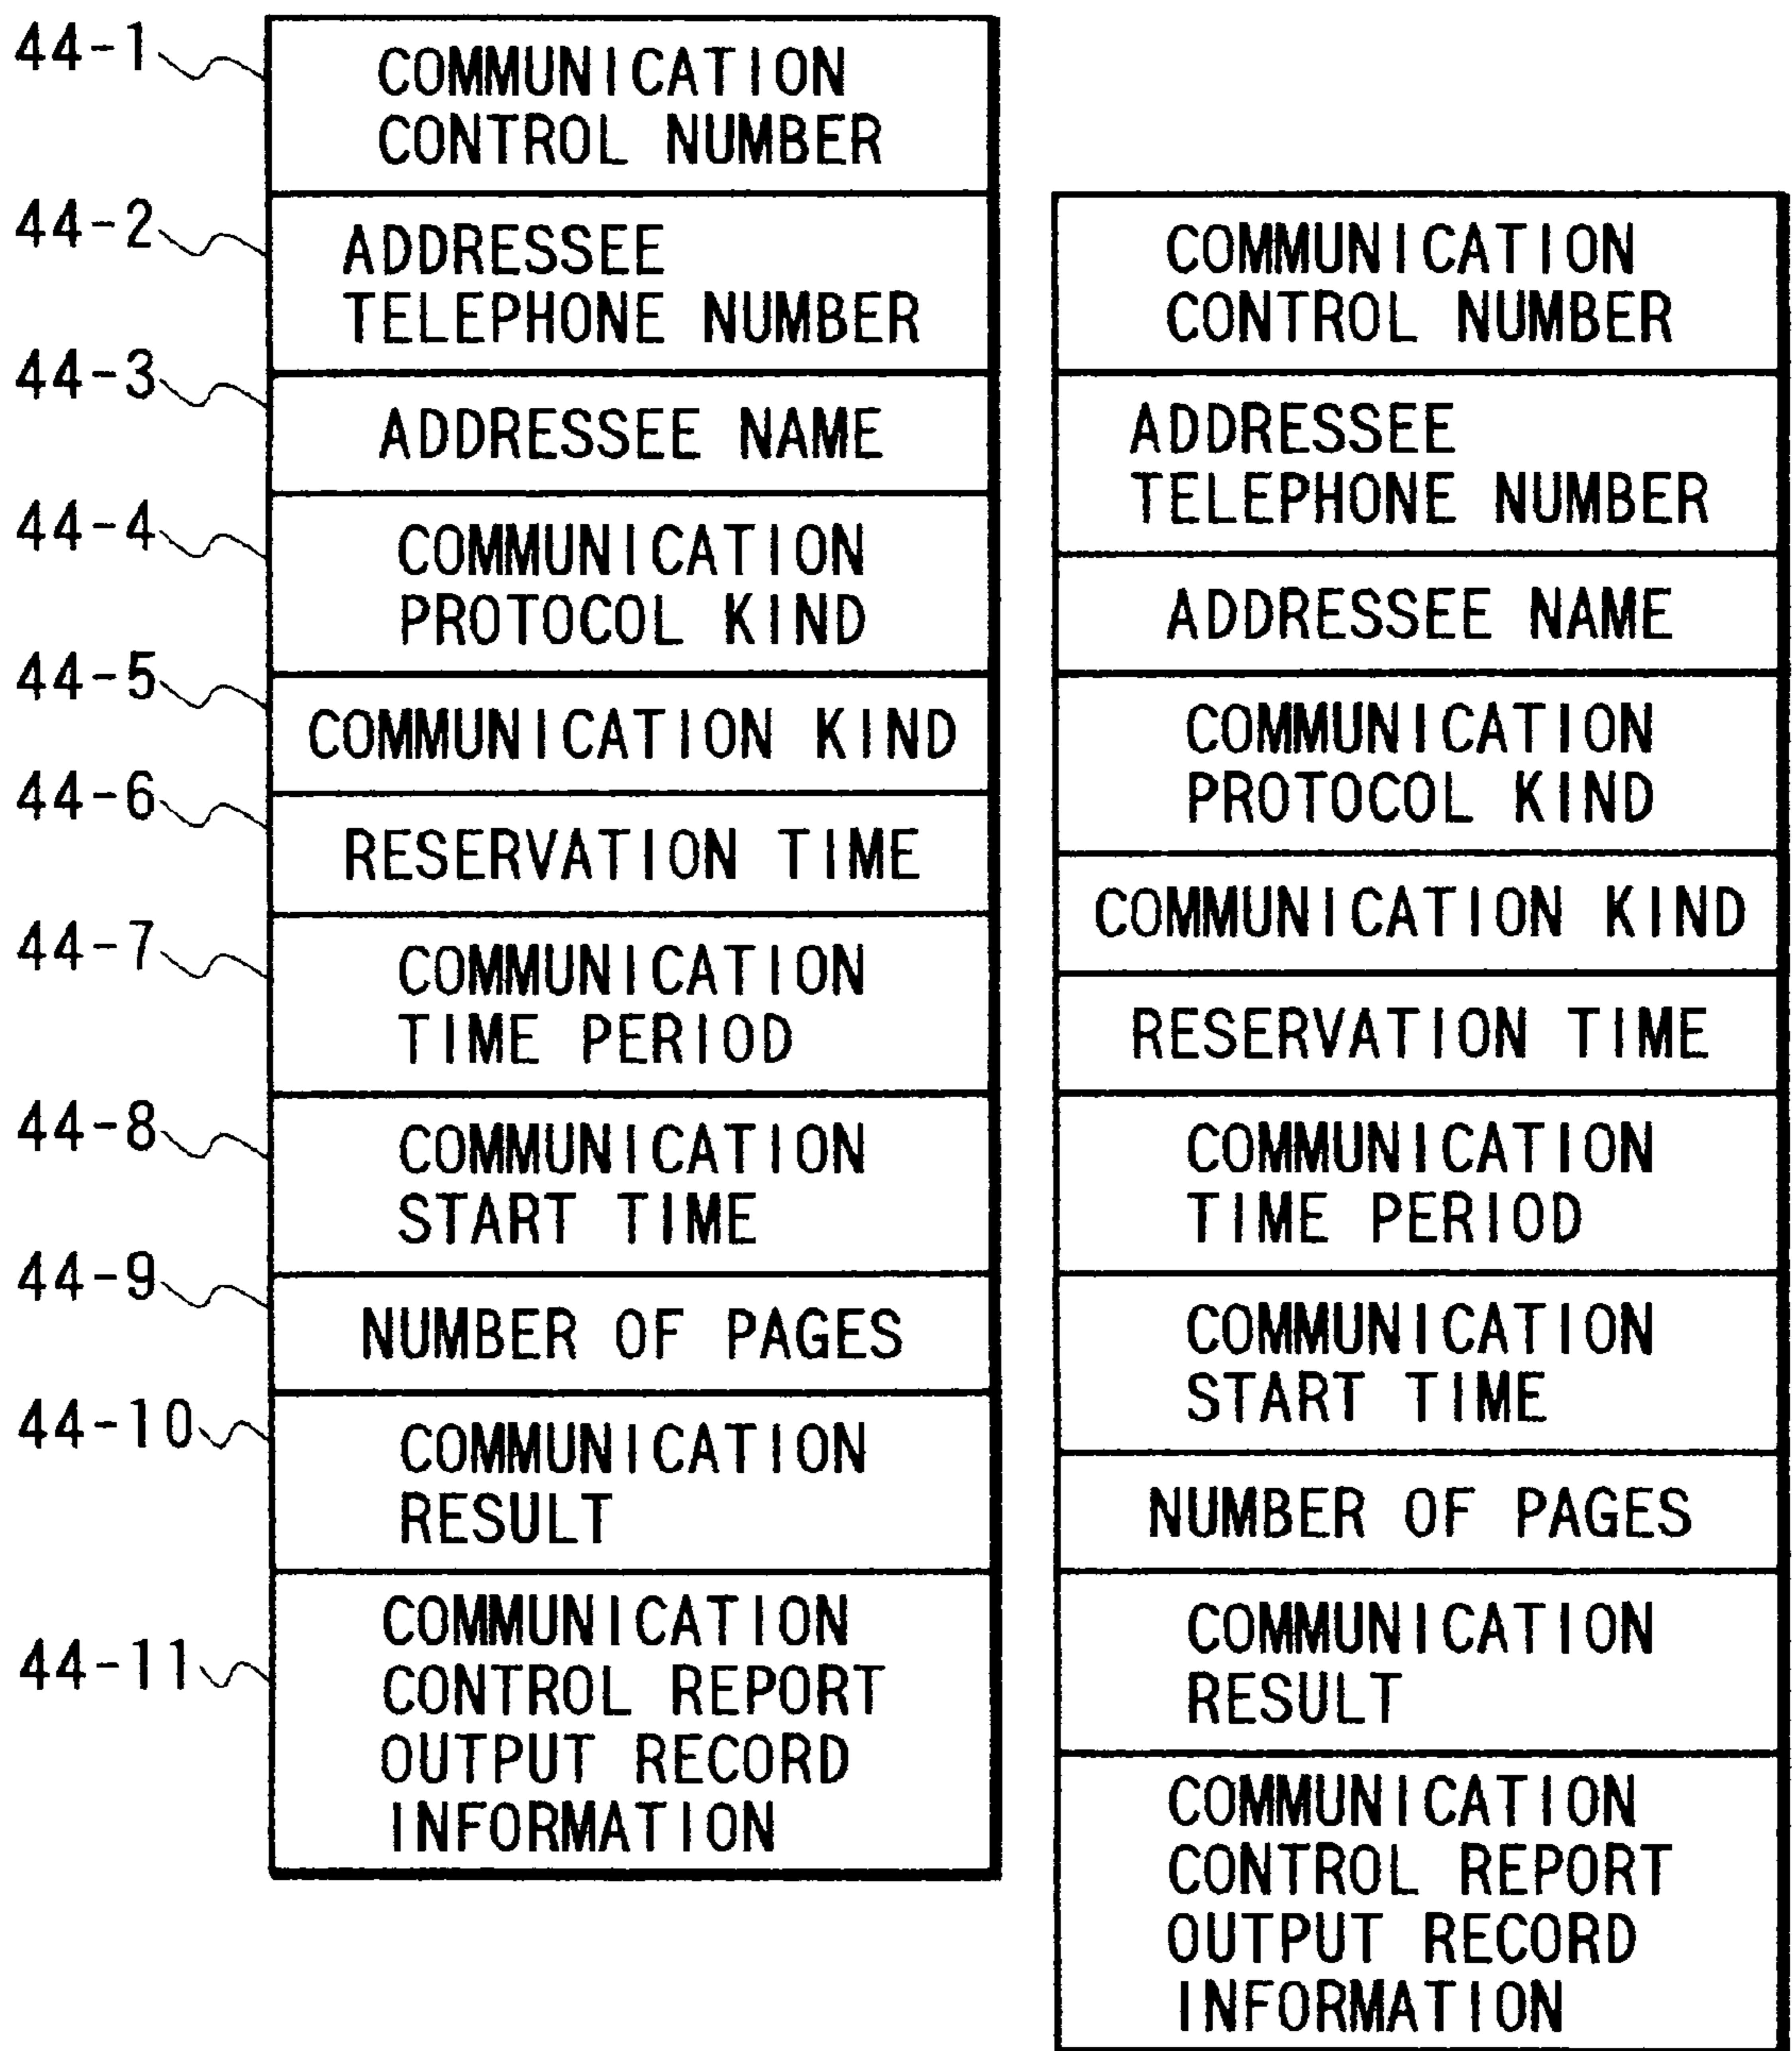 44-1
COMMUNICATION
CONTROL NUMBER
44-2
ADDRESSEE
TELEPHONE NUMBER
44-3
ADDRESSEE NAME
44-4
COMMUNICATION
PROTOCOL KIND
44-5
COMMUNICATION KIND
44-6
RESERVATION TIME
44-7
COMMUNICATION
TIME PERIOD
44-8
COMMUNICATION
START TIME
44-9
NUMBER OF PAGES
44-10
COMMUNICATION
RESULT
44-11
COMMUNICATION
CONTROL REPORT
OUTPUT RECORD
INFORMATION
COMMUNICATION
CONTROL NUMBER
ADDRESSEE
TELEPHONE NUMBER
ADDRESSEE NAME
COMMUNICATION
PROTOCOL KIND
COMMUNICATION KIND
RESERVATION TIME
COMMUNICATION
TIME PERIOD
COMMUNICATION
START TIME
NUMBER OF PAGES
COMMUNICATION
RESULT
COMMUNICATION
CONTROL REPORT
OUTPUT RECORD
INFORMATION